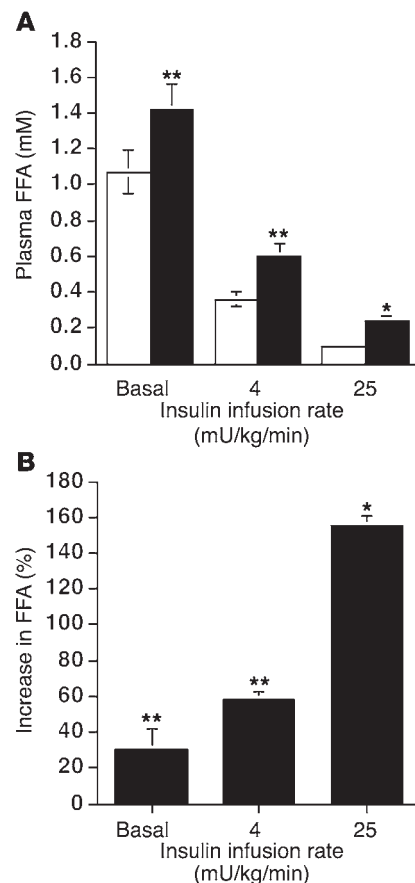 A
1.8
1.6
1.4
1.2
1.0
0.8
0.6
0.4
0.2
0.0
Plasma FFA (mM)
**
**
*
Basal 4 25
Insulin infusion rate
(mU/kg/min)
B
180
160
140
120
100
80
60
40
20
0
Increase in FFA (%)
**
**
*
Basal 4 25
Insulin infusion rate
(mU/kg/min)